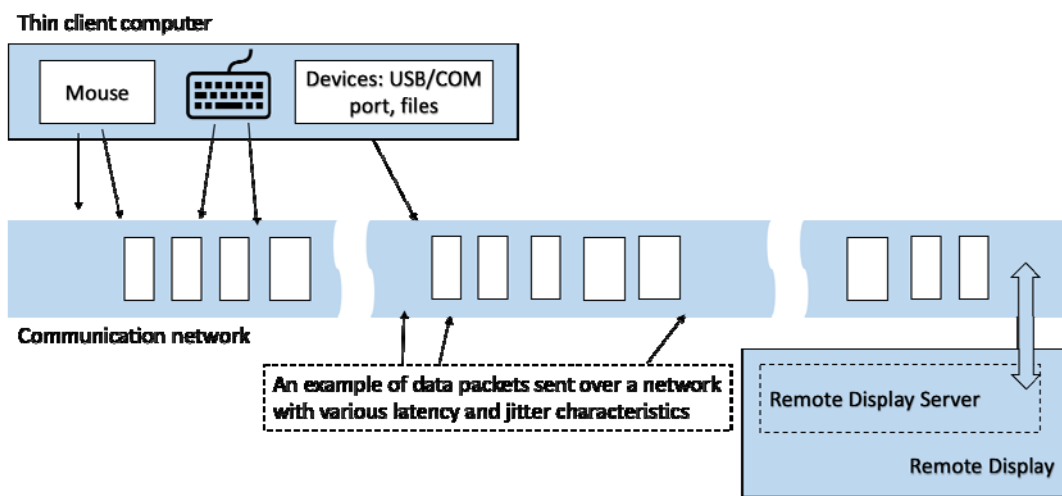 Thin client computer
Mouse
Devices: USB/COM
port, files
Communication network
An example of data packets sent over a network
with various latency and jitter characteristics
Remote Display Server
Remote Display